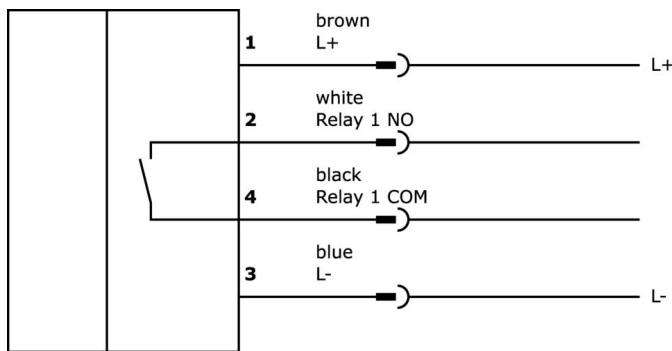 brown
1 L+ L+
white
2 Relay 1 NO
black
4 Relay 1 COM
blue
3 L- L-